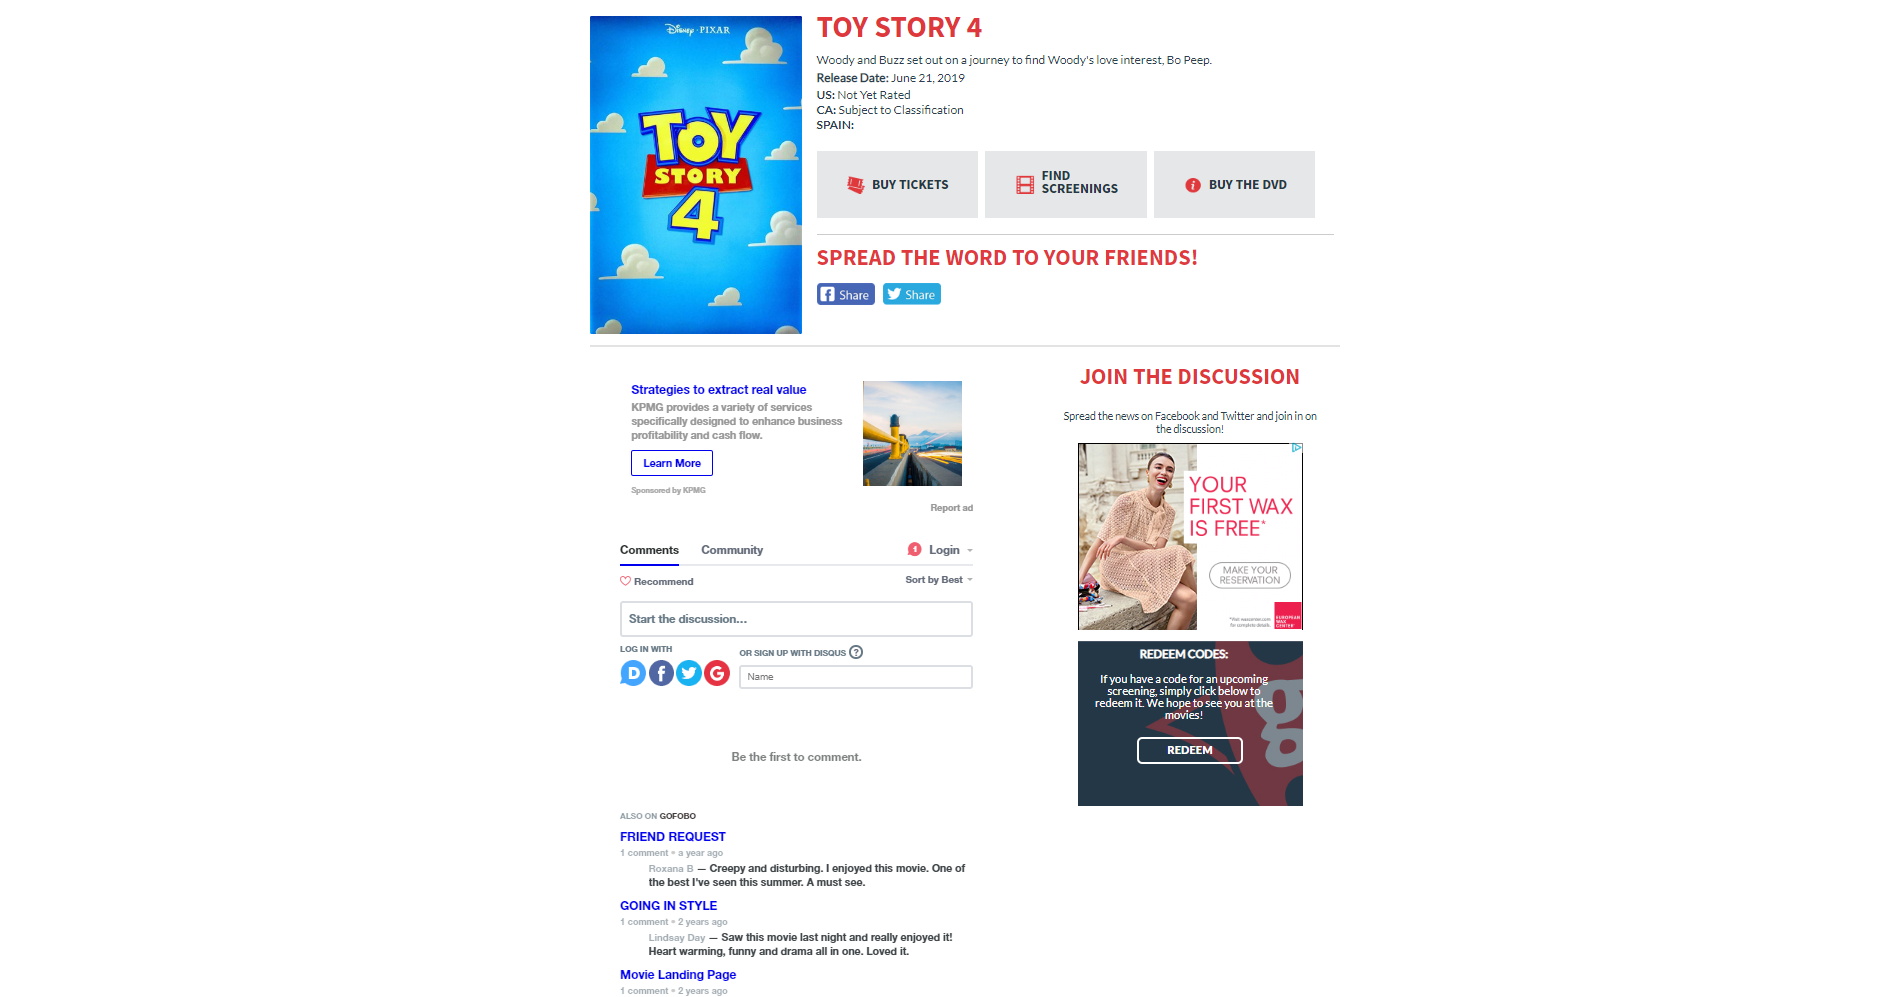 Disney · PIXAR
TOY
STORY
4
TOY STORY 4
Woody and Buzz set out on a journey to find Woody's love interest, Bo Peep.
Release Date: June 21, 2019
US: Not Yet Rated
CA: Subject to Classification
SPAIN:
BUY TICKETS
FIND
SCREENINGS
BUY THE DVD
SPREAD THE WORD TO YOUR FRIENDS!
Share
Share
Strategies to extract real value
KPMG provides a variety of services
specifically designed to enhance business
profitability and cash flow.
Learn More
Sponsored by KPMG
Report ad
Comments
Community
1
Login
Recommend
Sort by Best
Start the discussion...
LOG IN WITH
OR SIGN UP WITH DISQUS ?
D
f
G
Name
Be the first to comment.
ALSO ON GOFOBO
FRIEND REQUEST
1 comment • a year ago
Roxana B — Creepy and disturbing. I enjoyed this movie. One of
the best I've seen this summer. A must see.
GOING IN STYLE
1 comment • 2 years ago
Lindsay Day — Saw this movie last night and really enjoyed it!
Heart warming, funny and drama all in one. Loved it.
Movie Landing Page
1 comment • 2 years ago
JOIN THE DISCUSSION
Spread the news on Facebook and Twitter and join in on
the discussion!
YOUR
FIRST WAX
IS FREE*
MAKE YOUR
RESERVATION
*Visit waxcenter.com
for complete details.
EUROPEAN
WAX
CENTER
REDEEM CODES:
If you have a code for an upcoming
screening, simply click below to
redeem it. We hope to see you at the
movies!
REDEEM
g